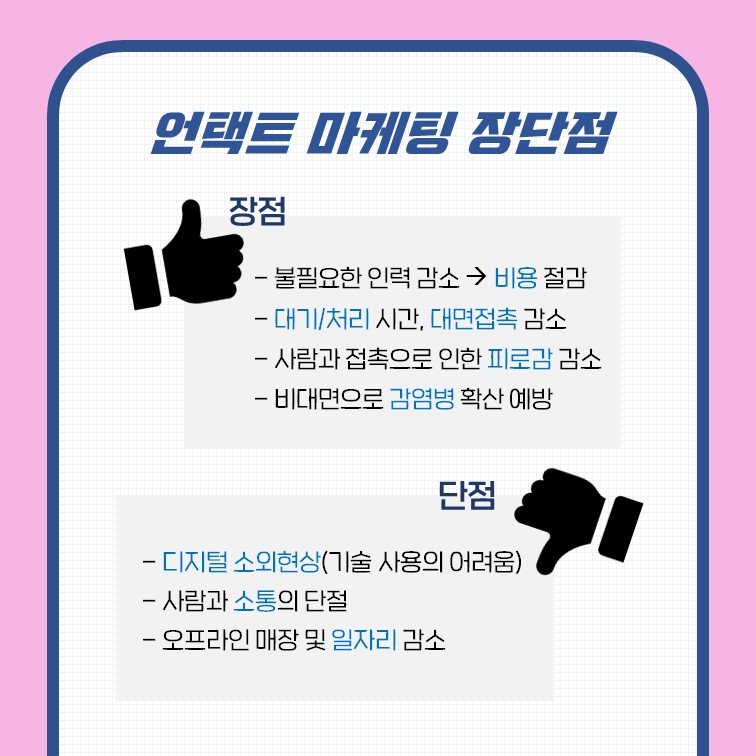 언택트 마케팅 장단점
장점
- 불필요한 인력 감소 → 비용 절감
- 대기/처리 시간, 대면접촉 감소
- 사람과 접촉으로 인한 피로감 감소
- 비대면으로 감염병 확산 예방
단점
- 디지털 소외현상(기술 사용의 어려움)
- 사람과 소통의 단절
- 오프라인 매장 및 일자리 감소